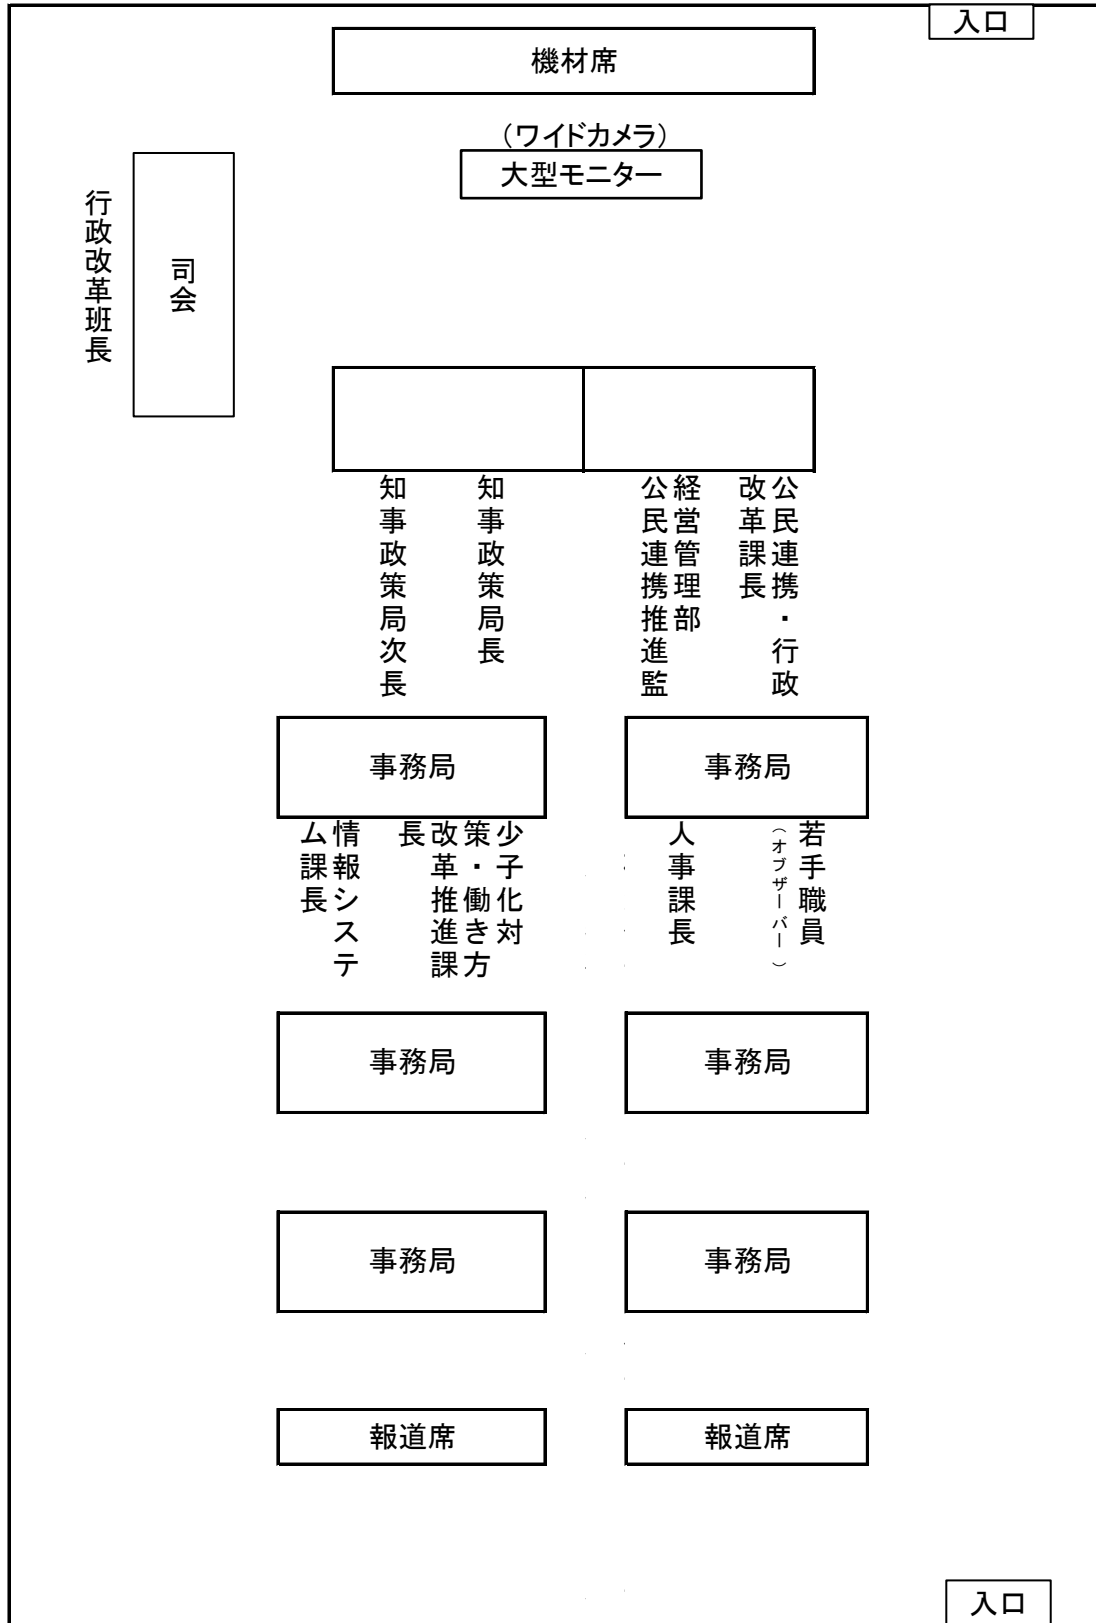 入口
機材席
（ワイドカメラ）
大型モニター
行政改革班長
司会
知事政策局次長
知事政策局長
経営管理部
公民連携推進監
公民連携・行政
改革課長
事務局
事務局
情報システ
ム課長
少子化対
策・働き方
改革推進課
長
人事課長
若手職員
（オブザーバー）
事務局
事務局
事務局
事務局
報道席
報道席
入口